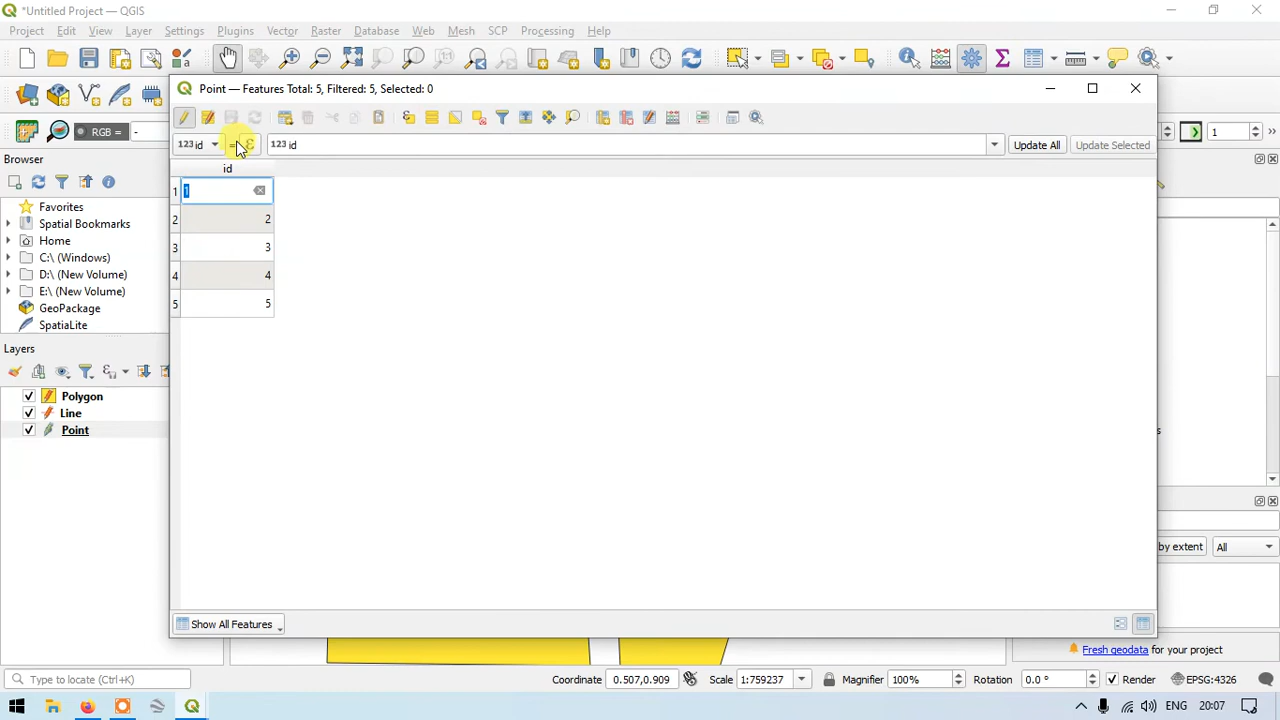 *Untitled Project — QGIS
Project Edit View Layer Settings Plugins Vector Raster Database Web Mesh SCP Processing Help
Point — Features Total: 5, Filtered: 5, Selected: 0
RGB = -
1
123 id = ε 123 id Update All Update Selected
Browser
id
1 1
2 2
3 3
4 4
5 5
Favorites
Spatial Bookmarks
Home
C:\ (Windows)
D:\ (New Volume)
E:\ (New Volume)
GeoPackage
SpatiaLite
Layers
Polygon
Line
Point
by extent All
Show All Features
Free geodata for your project
Type to locate (Ctrl+K) Coordinate 0.507,0.909 Scale 1:759237 Magnifier 100% Rotation 0.0 ° Render EPSG:4326
ENG 20:07